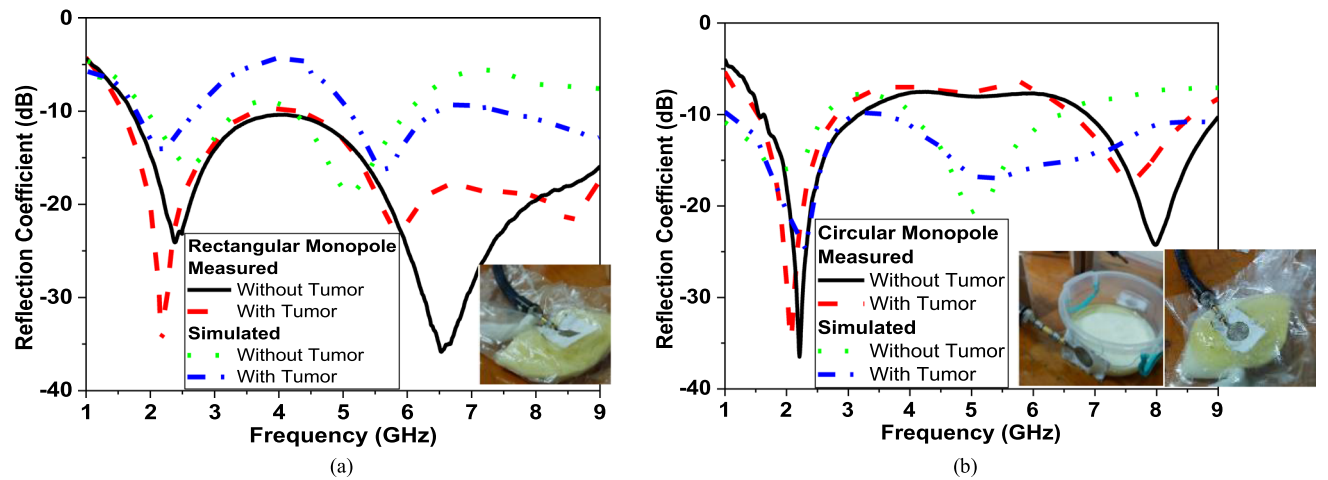 (a)
0
-10
-20
-30
-40
Reflection Coefficient (dB)
Rectangular Monopole
Measured
Without Tumor
With Tumor
Simulated
Without Tumor
With Tumor
1 2 3 4 5 6 7 8 9
Frequency (GHz)
(a)
(b)
0
-10
-20
-30
-40
Reflection Coefficient (dB)
Circular Monopole
Measured
Without Tumor
With Tumor
Simulated
Without Tumor
With Tumor
1 2 3 4 5 6 7 8 9
Frequency (GHz)
(b)